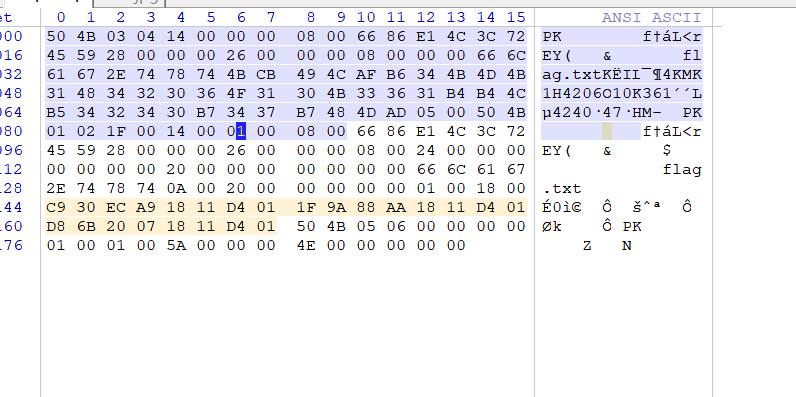 et 0 1 2 3 4 5 6 7 8 9 10 11 12 13 14 15 ANSI ASCII
000 50 4B 03 04 14 00 00 00 08 00 66 86 E1 4C 3C 72 PK f†áL<r
016 45 59 28 00 00 00 26 00 00 00 08 00 00 00 66 6C EY( & fl
032 61 67 2E 74 78 74 4B CB 49 4C AF B6 34 4B 4D 4B ag.txtKËIL¯¶4KMK
048 31 48 34 32 30 36 4F 31 30 4B 33 36 31 B4 B4 4C 1H4206O10K361´´L
064 B5 34 32 34 30 B7 34 37 B7 48 4D AD 05 00 50 4B µ4240·47·HM- PK
080 01 02 1F 00 14 00 01 00 08 00 66 86 E1 4C 3C 72 f†áL<r
096 45 59 28 00 00 00 26 00 00 00 08 00 24 00 00 00 EY( & $
112 00 00 00 00 20 00 00 00 00 00 00 00 66 6C 61 67 flag
128 2E 74 78 74 0A 00 20 00 00 00 00 00 01 00 18 00 .txt
144 C9 30 EC A9 18 11 D4 01 1F 9A 88 AA 18 11 D4 01 É0ì© Ô šˆª Ô
160 D8 6B 20 07 18 11 D4 01 50 4B 05 06 00 00 00 00 Øk Ô PK
176 01 00 01 00 5A 00 00 00 4E 00 00 00 00 00 Z N